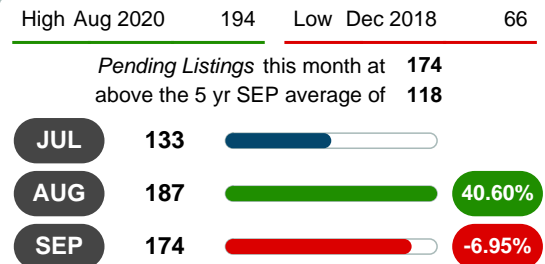 High Aug 2020 194 Low Dec 2018 66
Pending Listings this month at 174
above the 5 yr SEP average of 118
JUL 133
AUG 187 40.60%
SEP 174 -6.95%